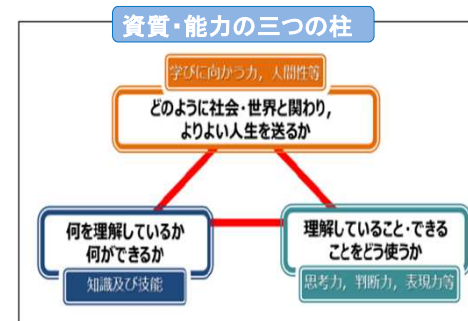 資質・能力の三つの柱
学びに向かう力，人間性等
どのように社会・世界と関わり，
よりよい人生を送るか
何を理解しているか
何ができるか
知識及び技能
理解していること・できる
ことをどう使うか
思考力，判断力，表現力等